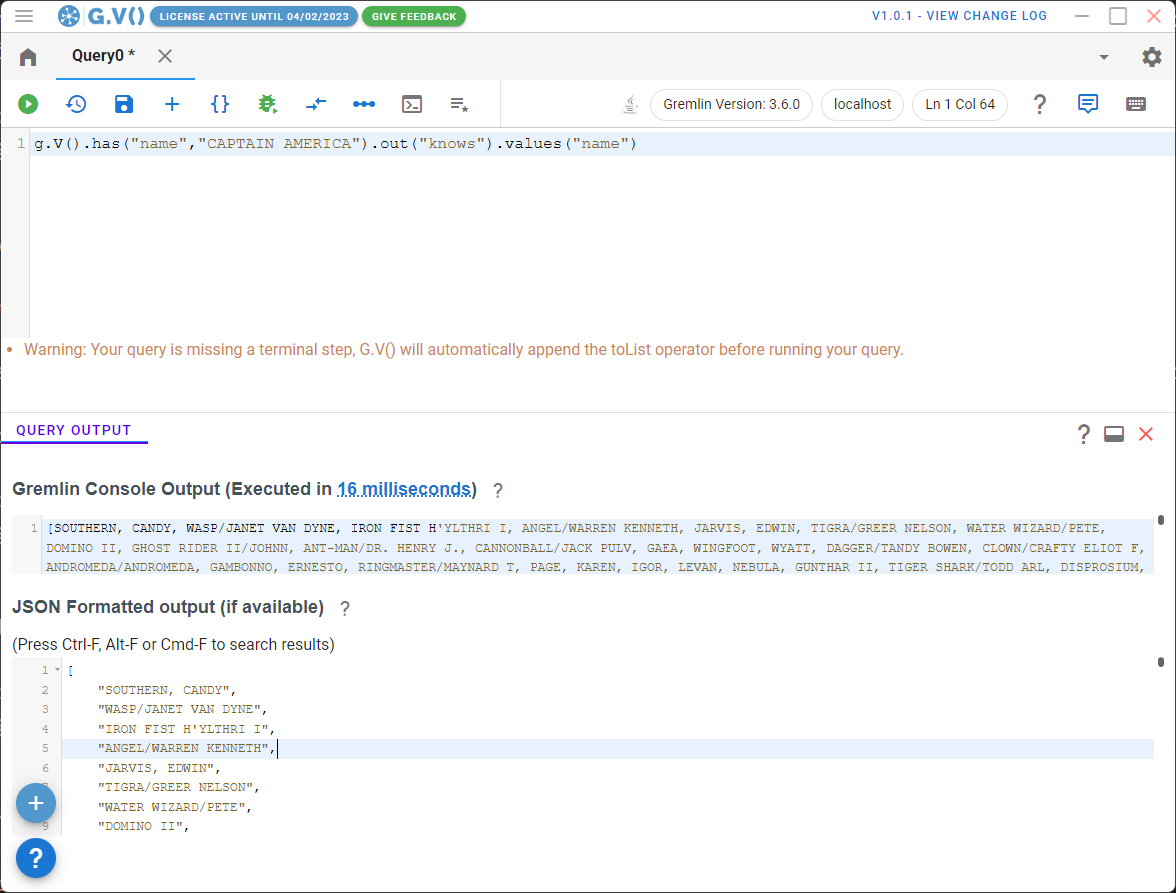 G.V() LICENSE ACTIVE UNTIL 04/02/2023 GIVE FEEDBACK V1.0.1 - VIEW CHANGE LOG
Query0 *
Gremlin Version: 3.6.0 localhost Ln 1 Col 64 ?
1 g.V().has("name","CAPTAIN AMERICA").out("knows").values("name")
• Warning: Your query is missing a terminal step, G.V() will automatically append the toList operator before running your query.
QUERY OUTPUT ?
Gremlin Console Output (Executed in 16 milliseconds) ?
1 [SOUTHERN, CANDY, WASP/JANET VAN DYNE, IRON FIST H'YLTHRI I, ANGEL/WARREN KENNETH, JARVIS, EDWIN, TIGRA/GREER NELSON, WATER WIZARD/PETE,
DOMINO II, GHOST RIDER II/JOHNN, ANT-MAN/DR. HENRY J., CANNONBALL/JACK PULV, GAEA, WINGFOOT, WYATT, DAGGER/TANDY BOWEN, CLOWN/CRAFTY ELIOT F,
ANDROMEDA/ANDROMEDA, GAMBONNO, ERNESTO, RINGMASTER/MAYNARD T, PAGE, KAREN, IGOR, LEVAN, NEBULA, GUNTHAR II, TIGER SHARK/TODD ARL, DISPROSIUM,
JSON Formatted output (if available) ?
(Press Ctrl-F, Alt-F or Cmd-F to search results)
1 [
2 "SOUTHERN, CANDY",
3 "WASP/JANET VAN DYNE",
4 "IRON FIST H'YLTHRI I",
5 "ANGEL/WARREN KENNETH",
6 "JARVIS, EDWIN",
"TIGRA/GREER NELSON",
+ "WATER WIZARD/PETE",
9 "DOMINO II",
?